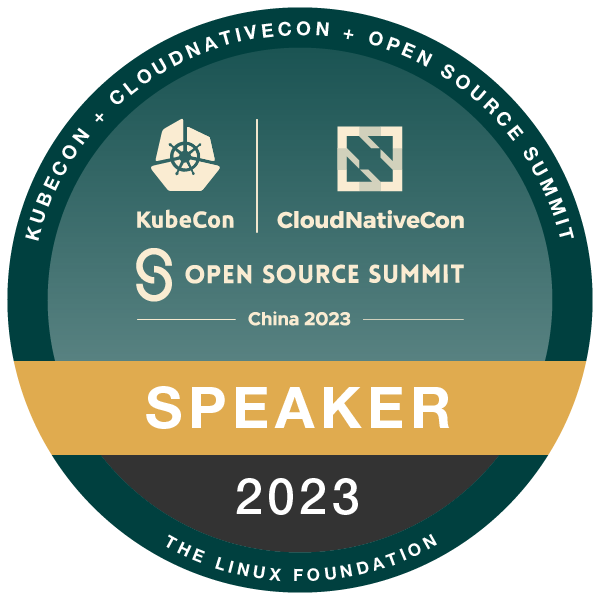 KUBECON + CLOUDNATIVECON + OPEN SOURCE SUMMIT
KubeCon
CloudNativeCon
OPEN SOURCE SUMMIT
China 2023
SPEAKER
2023
THE LINUX FOUNDATION